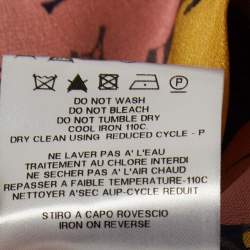 P
DO NOT WASH
DO NOT BLEACH
DO NOT TUMBLE DRY
COOL IRON 110C.
DRY CLEAN USING REDUCED CYCLE - P
NE LAVER PAS A' L'EAU
TRAITEMENT AU CHLORE INTERDI
NE SECHER PAS A' L'AIR CHAUD
REPASSER A FAIBLE TEMPERATURE-110C
NETTOYER A'SEC AUP-CYCLE REDUIT
STIRO A CAPO ROVESCIO
IRON ON REVERSE